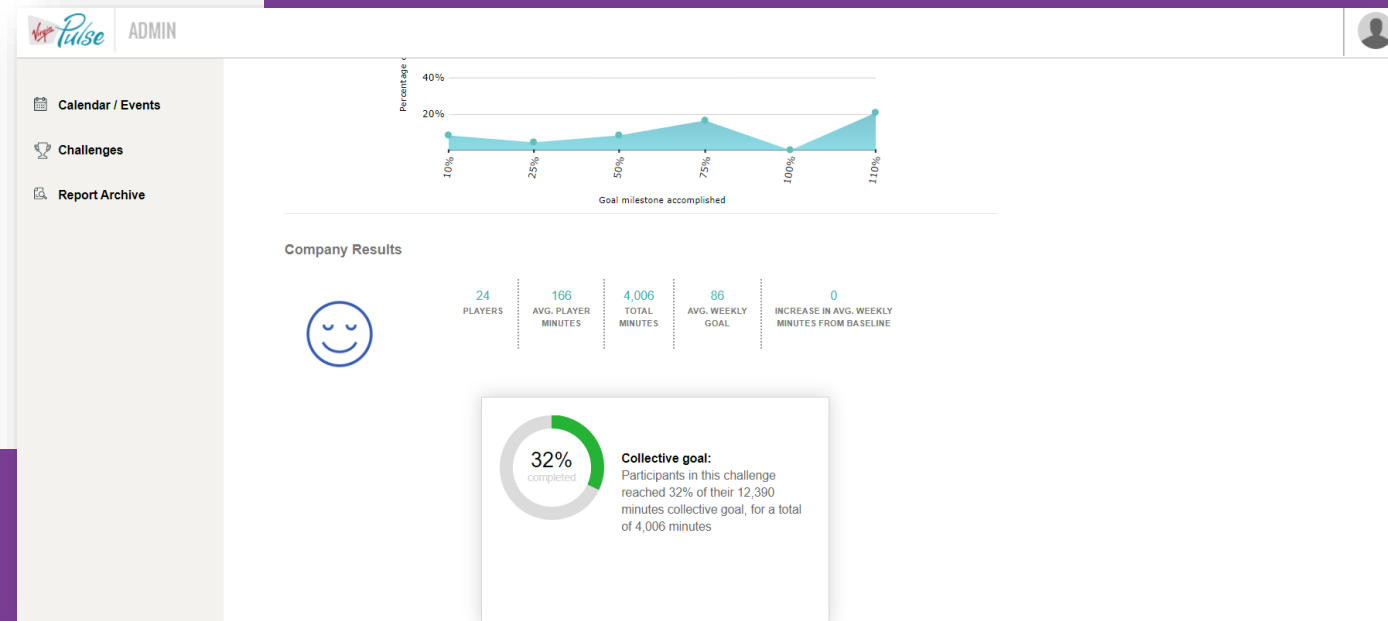 Virgin Pulse ADMIN
Calendar / Events
Challenges
Report Archive
Percentage
40%
20%
10% 25% 50% 75% 100% 110%
Goal milestone accomplished
Company Results
24
PLAYERS
166
AVG. PLAYER
MINUTES
4,006
TOTAL
MINUTES
86
AVG. WEEKLY
GOAL
0
INCREASE IN AVG. WEEKLY
MINUTES FROM BASELINE
32%
completed
Collective goal:
Participants in this challenge
reached 32% of their 12,390
minutes collective goal, for a total
of 4,006 minutes